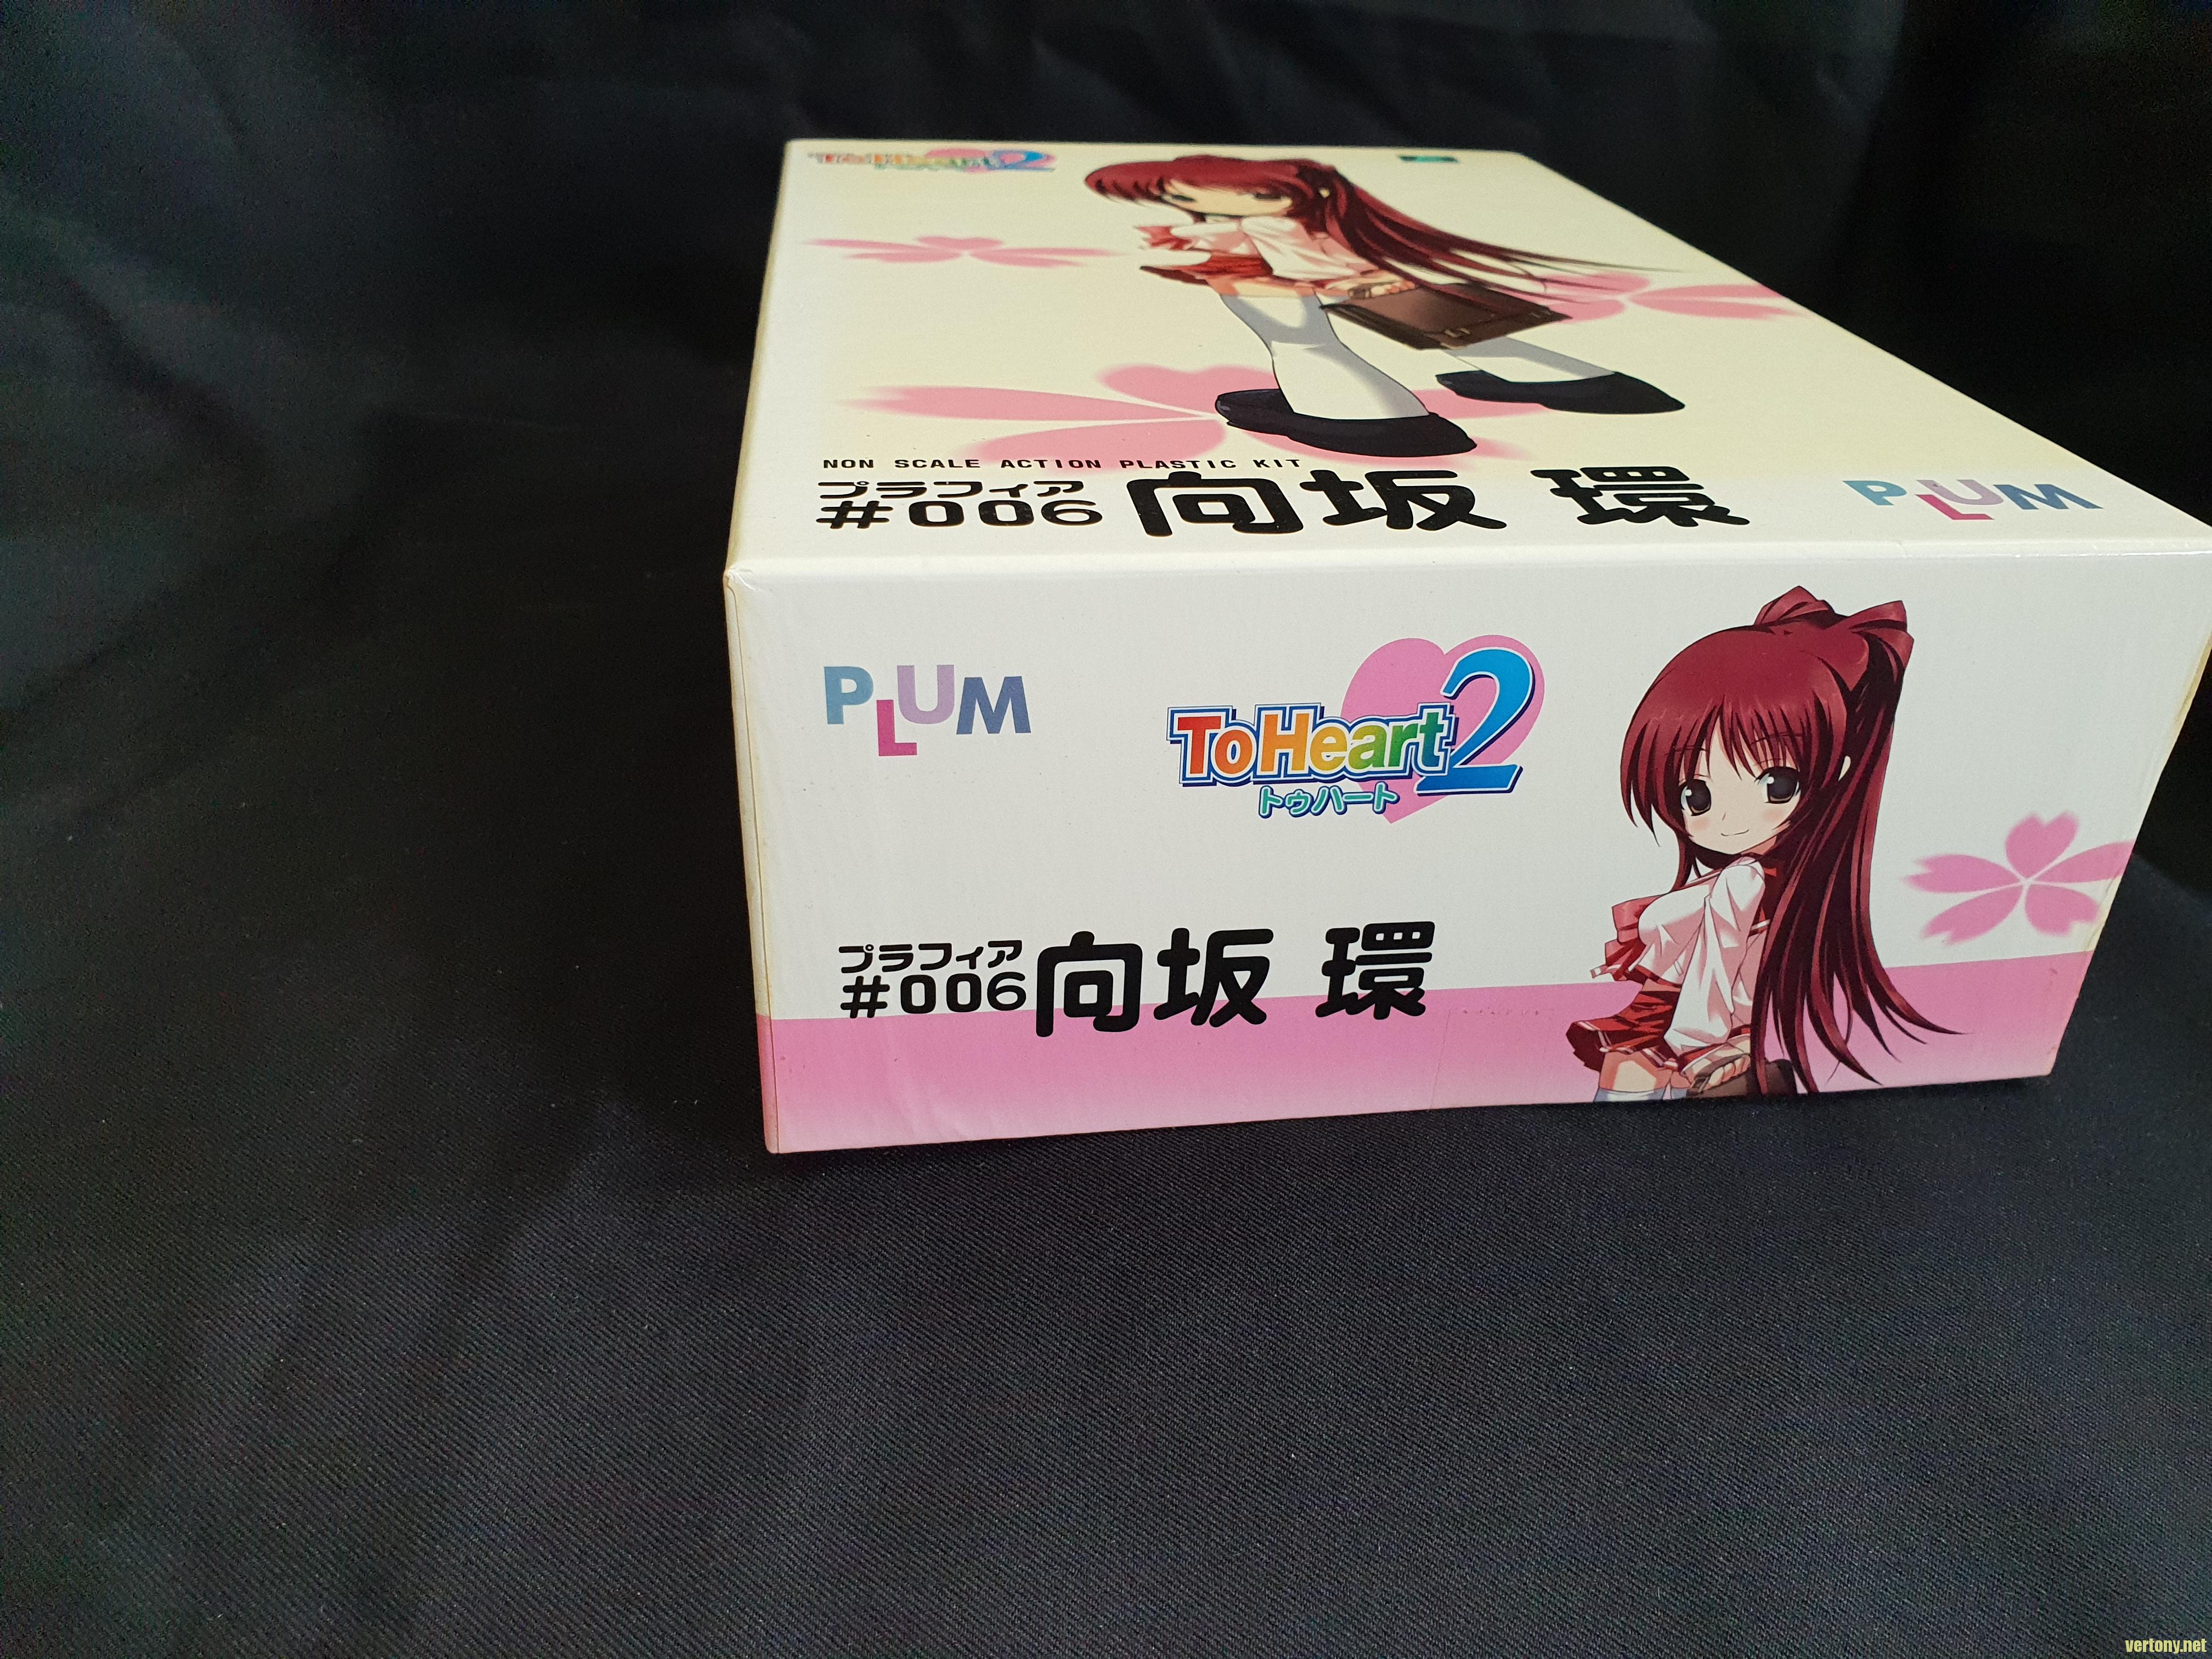 ToHeart2
NON SCALE ACTION PLASTIC KIT
プラフィア
#006 向坂 環
PLUM
PLUM
ToHeart2
トゥハート
プラフィア
#006 向坂 環
vertony.net